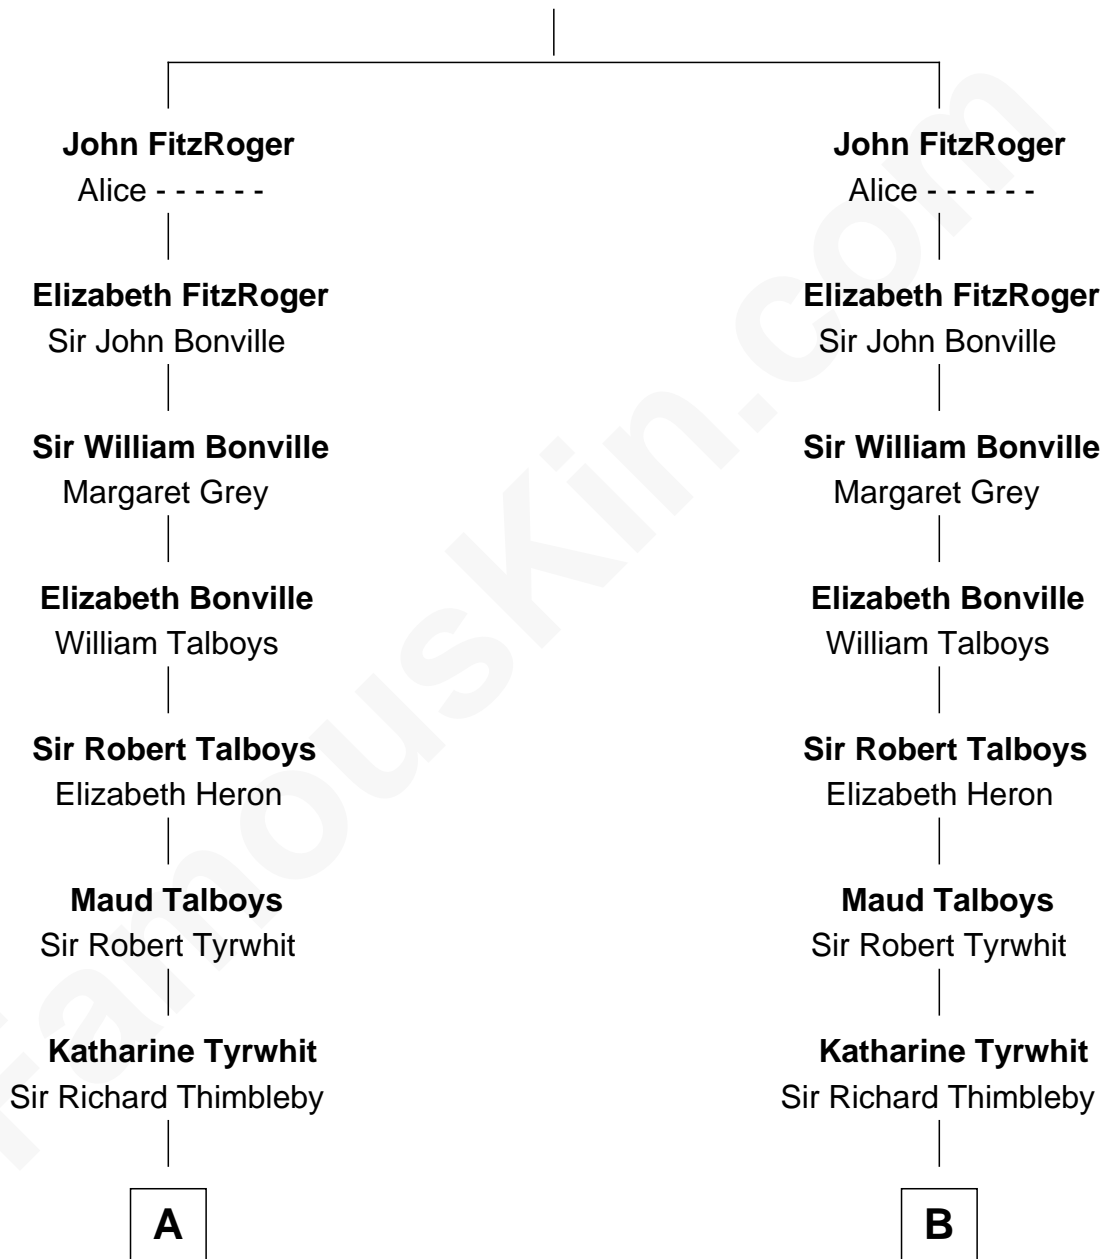 John FitzRoger
Alice - - - - - -
Elizabeth FitzRoger
Sir John Bonville
Sir William Bonville
Margaret Grey
Elizabeth Bonville
William Talboys
Sir Robert Talboys
Elizabeth Heron
Maud Talboys
Sir Robert Tyrwhit
Katharine Tyrwhit
Sir Richard Thimbleby
A
John FitzRoger
Alice - - - - - -
Elizabeth FitzRoger
Sir John Bonville
Sir William Bonville
Margaret Grey
Elizabeth Bonville
William Talboys
Sir Robert Talboys
Elizabeth Heron
Maud Talboys
Sir Robert Tyrwhit
Katharine Tyrwhit
Sir Richard Thimbleby
B
FamousKin.com